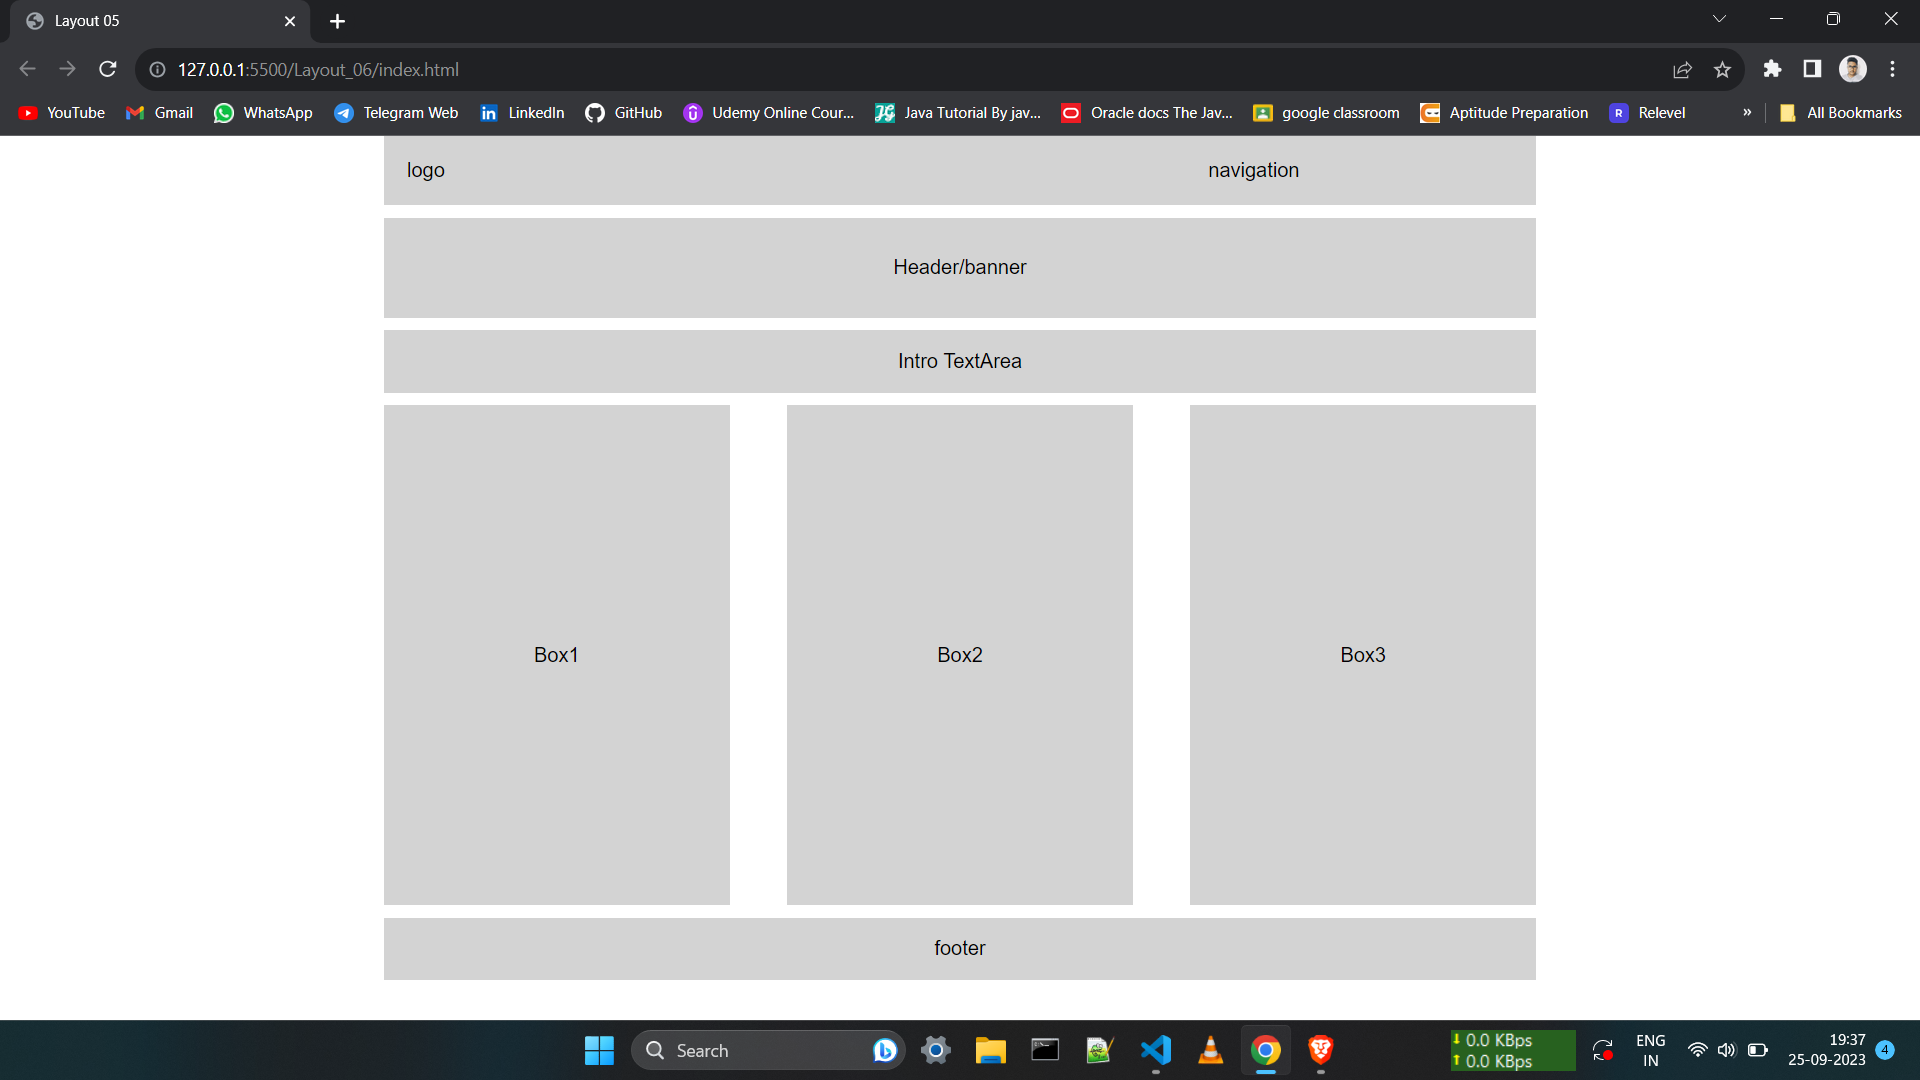 Layout 05
127.0.0.1:5500/Layout_06/index.html
YouTube Gmail WhatsApp Telegram Web LinkedIn GitHub Udemy Online Cour... Java Tutorial By jav... Oracle docs The Jav... google classroom Aptitude Preparation Relevel » All Bookmarks
logo navigation
Header/banner
Intro TextArea
Box1 Box2 Box3
footer
Search
0.0 KBps
0.0 KBps
ENG
IN
19:37
25-09-2023
4